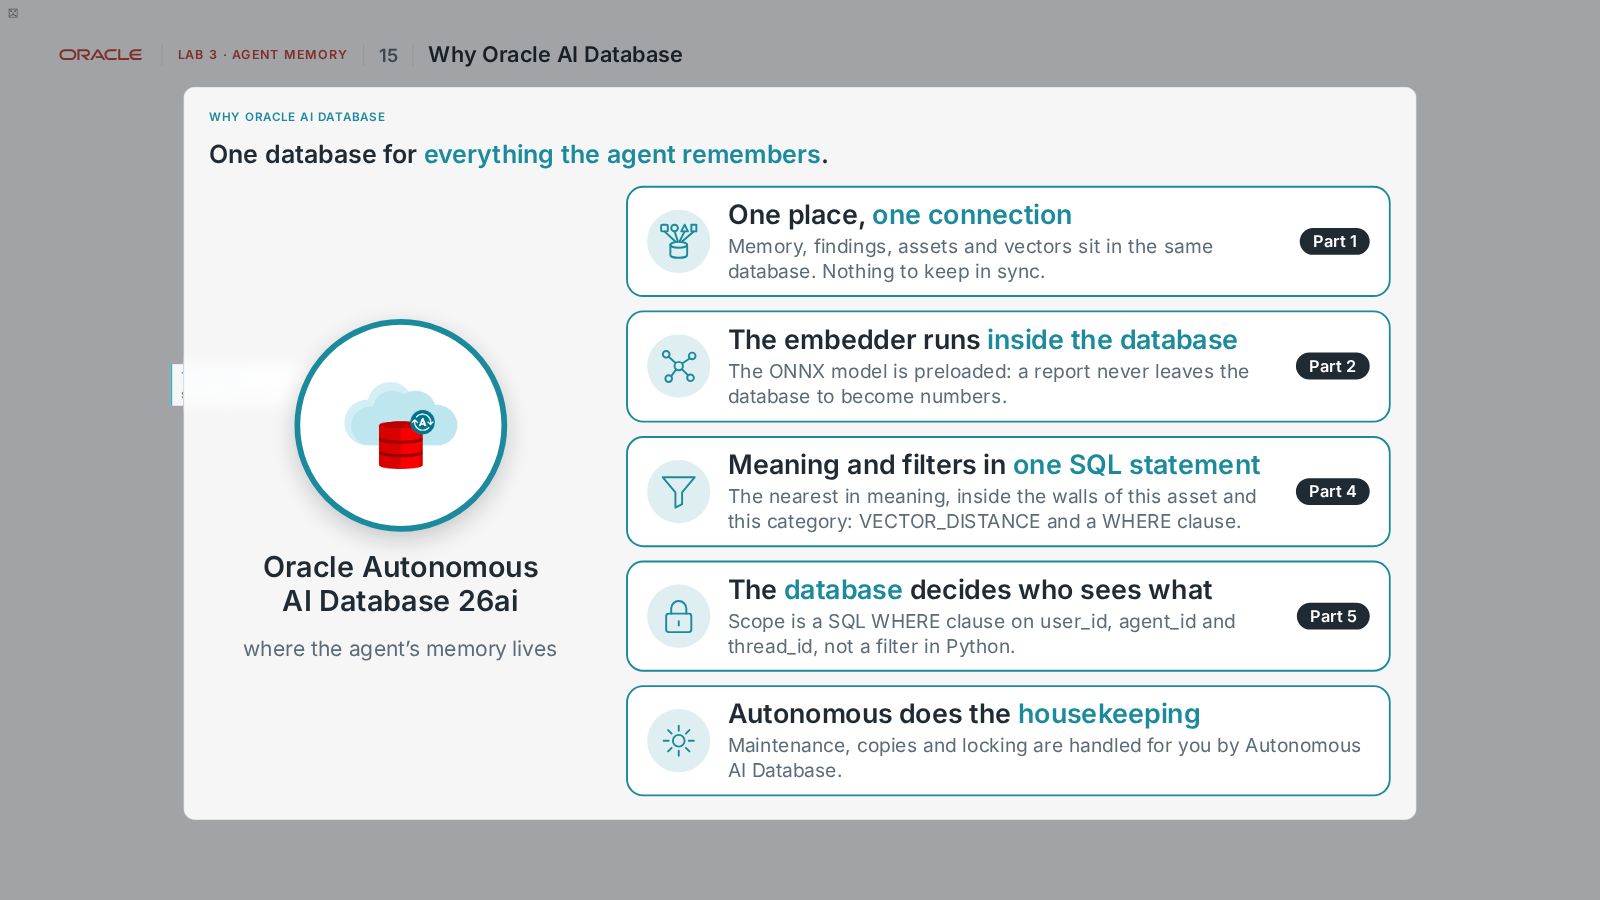 ORACLE
LAB 3 · AGENT MEMORY
15
Why Oracle AI Database
WHY ORACLE AI DATABASE
One database for everything the agent remembers.
A
Oracle Autonomous
AI Database 26ai
where the agent’s memory lives
One place, one connection
Memory, findings, assets and vectors sit in the same
database. Nothing to keep in sync.
Part 1
The embedder runs inside the database
The ONNX model is preloaded: a report never leaves the
database to become numbers.
Part 2
Meaning and filters in one SQL statement
The nearest in meaning, inside the walls of this asset and
this category: VECTOR_DISTANCE and a WHERE clause.
Part 4
The database decides who sees what
Scope is a SQL WHERE clause on user_id, agent_id and
thread_id, not a filter in Python.
Part 5
Autonomous does the housekeeping
Maintenance, copies and locking are handled for you by Autonomous
AI Database.